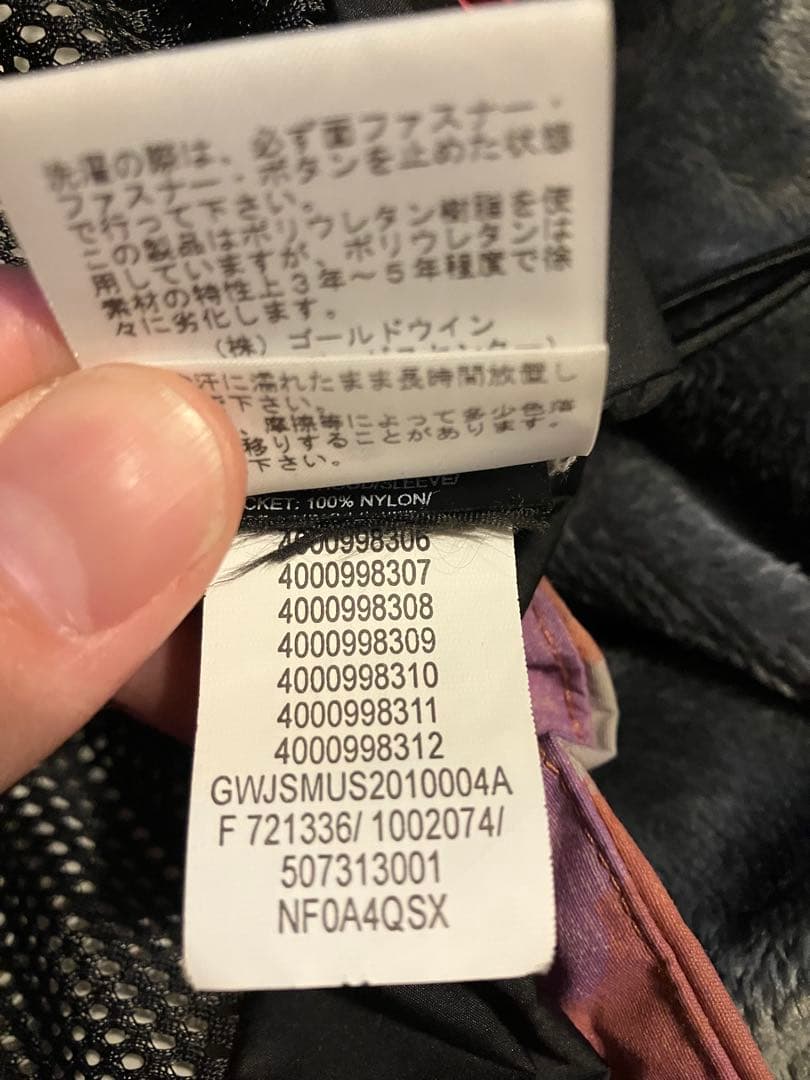 洗濯の際は、必ず面ファスナー・
ファスナー・ボタンを止めた状態
で行って下さい。
この製品はポリウレタン樹脂を使
用していますが、ポリウレタンは
素材の特性上3年〜5年程度で徐
々に劣化します。
(株) ゴールドウイン
汗に濡れたまま長時間放置し
下さい。
、摩擦等によって多少色落
移りすることがあります。
下さい。
/SLEEVE/
CKET: 100% NYLON/
4000998306
4000998307
4000998308
4000998309
4000998310
4000998311
4000998312
GWJSMUS2010004A
F 721336/ 1002074/
507313001
NF0A4QSX